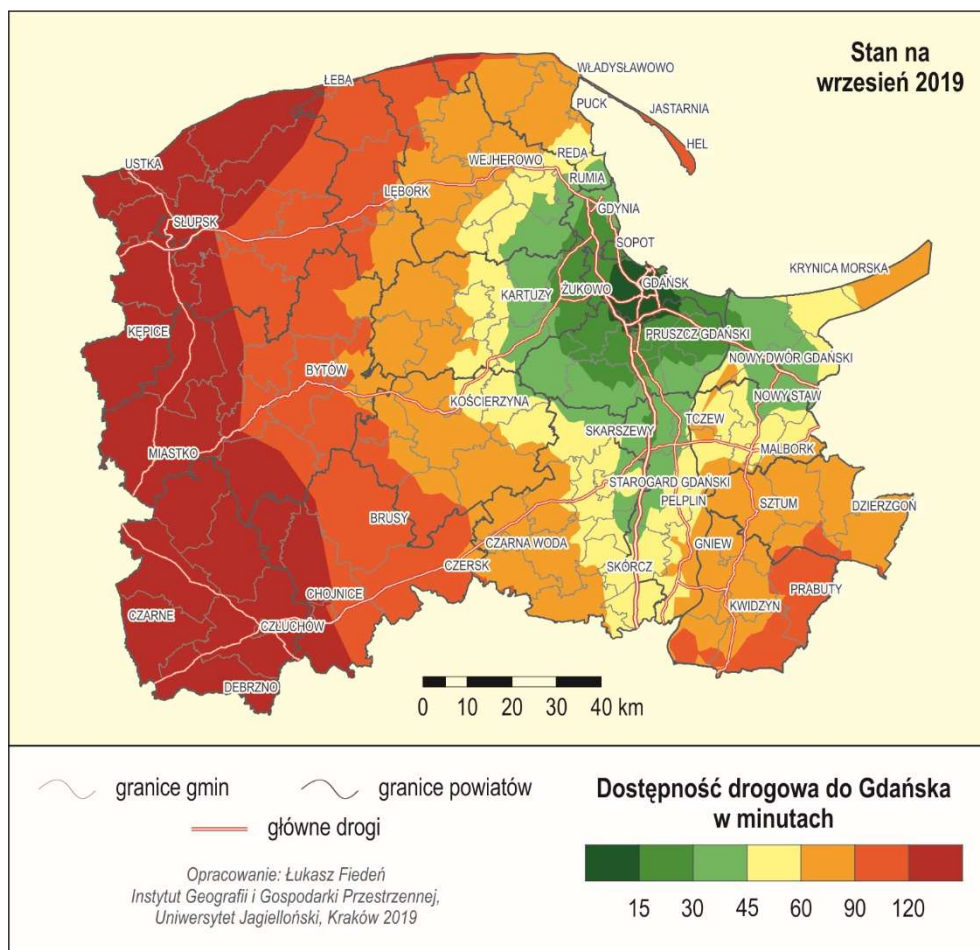 Stan na
wrzesień 2019
WŁADYSŁAWOWO
ŁEBA
PUCK
JASTARNIA
HEL
USTKA
WEJHEROWO
REDA
RUMIA
LĘBORK
GDYNIA
SŁUPSK
SOPOT
KRYNICA MORSKA
KARTUZY
ŻUKOWO
GDAŃSK
KĘPICE
PRUSZCZ GDAŃSKI
NOWY DWÓR GDAŃSKI
BYTÓW
NOWY STAW
KOŚCIERZYNA
TCZEW
SKARSZEWY
MIASTKO
MALBORK
STAROGARD GDAŃSKI
PELPLIN
SZTUM
DZIERZGOŃ
BRUSY
CZARNA WODA
GNIEW
CZERSK
SKÓRCZ
PRABUTY
CHOJNICE
KWIDZYN
CZARNE
CZŁUCHÓW
DEBRZNO
0 10 20 30 40 km
granice gmin
granice powiatów
główne drogi
Opracowanie: Łukasz Fiedeń
Instytut Geografii i Gospodarki Przestrzennej,
Uniwersytet Jagielloński, Kraków 2019
Dostępność drogowa do Gdańska
w minutach
15 30 45 60 90 120